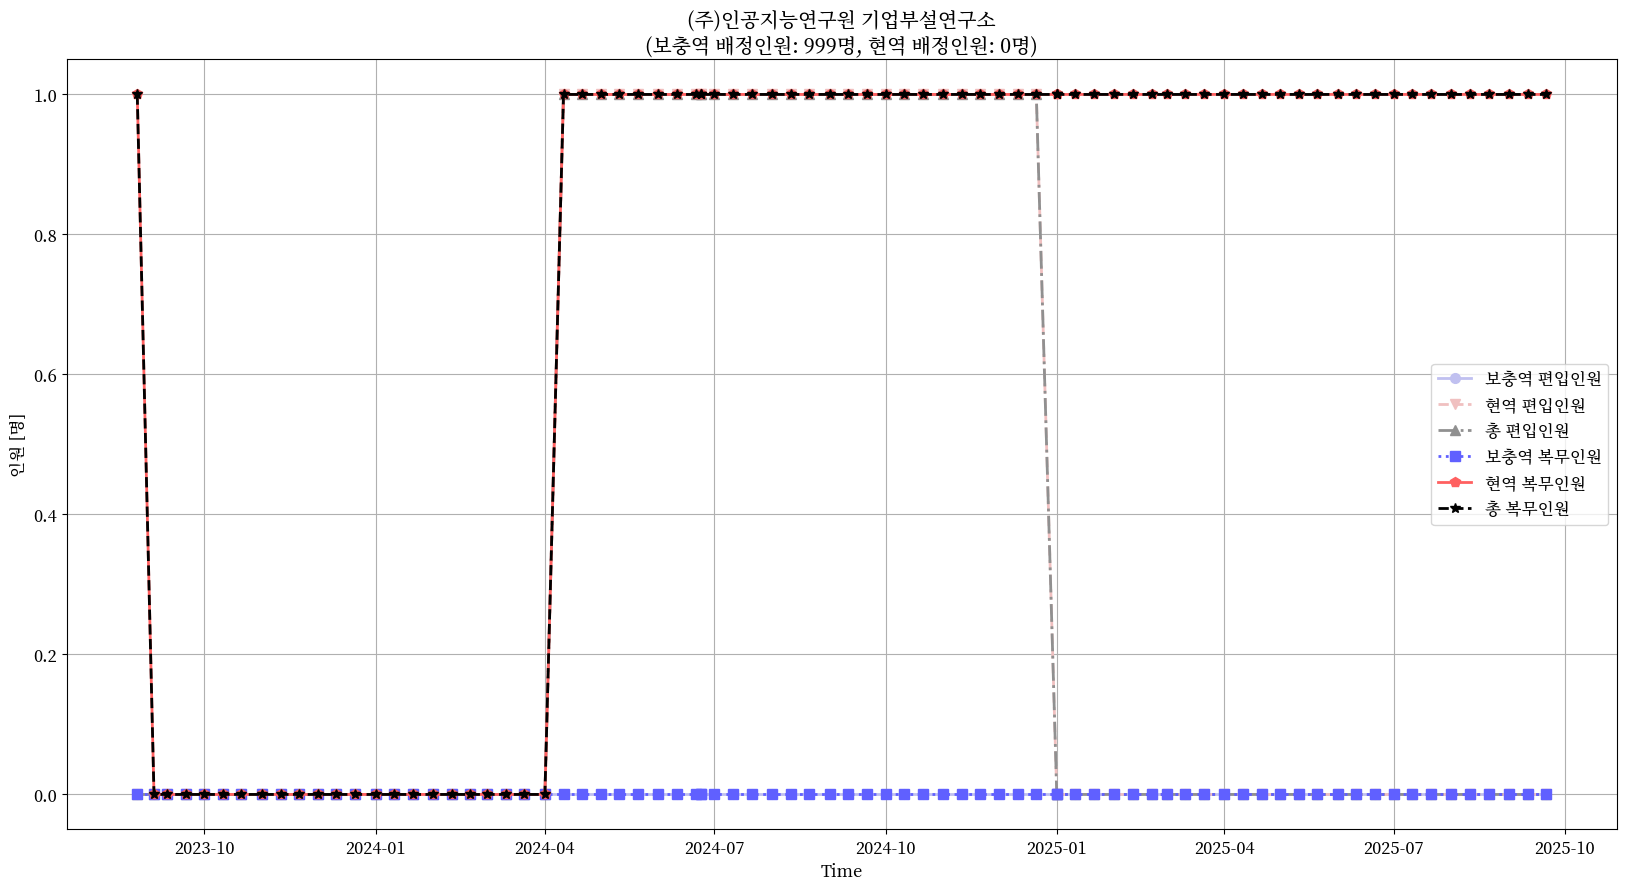 (주)인공지능연구원 기업부설연구소
(보충역 배정인원: 999명, 현역 배정인원: 0명)
인원 [명]
1.0
0.8
0.6
0.4
0.2
0.0
보충역 편입인원
현역 편입인원
총 편입인원
보충역 복무인원
현역 복무인원
총 복무인원
2023-10
2024-01
2024-04
2024-07
2024-10
2025-01
2025-04
2025-07
2025-10
Time